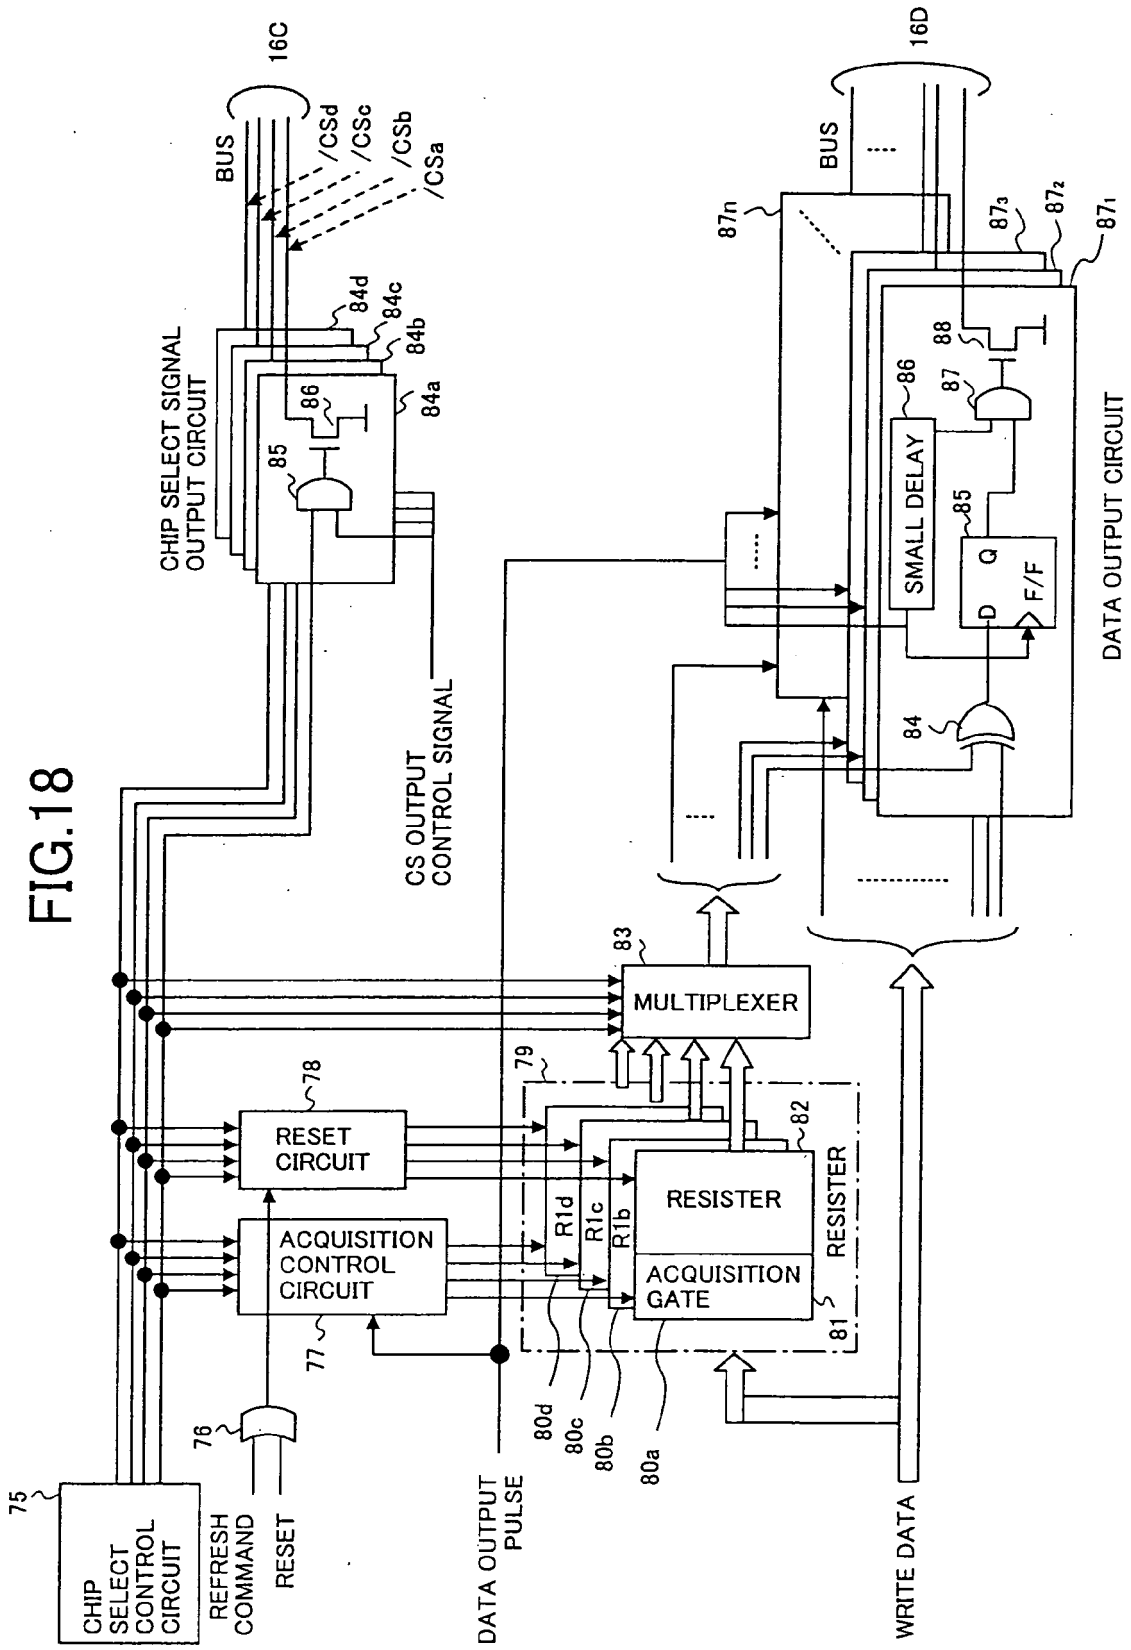 FIG.18
75
CHIP
SELECT
CONTROL
CIRCUIT
REFRESH
COMMAND
RESET
76
77
ACQUISITION
CONTROL
CIRCUIT
78
RESET
CIRCUIT
CHIP SELECT SIGNAL
OUTPUT CIRCUIT
85
86
84a
84b
84c
84d
BUS
16C
/CSd
/CSc
/CSb
/CSa
CS OUTPUT
CONTROL SIGNAL
DATA OUTPUT
PULSE
79
80d
80c
80b
80a
R1d
R1c
R1b
ACQUISITION
GATE
RESISTER
81
82
RESISTER
83
MULTIPLEXER
WRITE DATA
87n
BUS
16D
87₃
87₂
87₁
84
85
D
Q
F/F
SMALL DELAY
86
87
88
DATA OUTPUT CIRCUIT